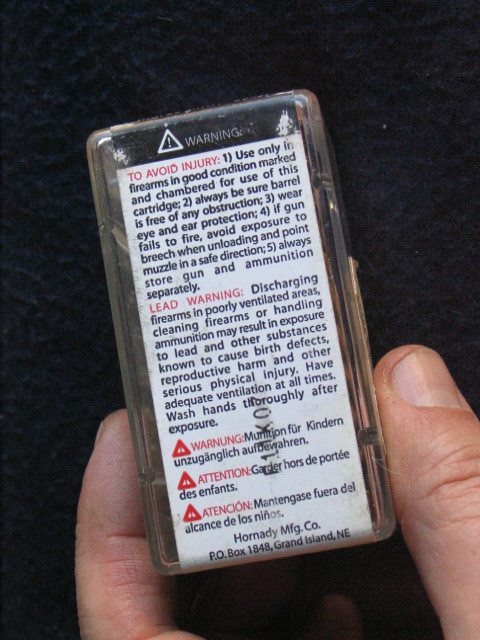 WARNING:
TO AVOID INJURY: 1) Use only in
firearms in good condition marked
and chambered for use of this
cartridge; 2) always be sure barrel
is free of any obstruction; 3) wear
eye and ear protection; 4) if gun
fails to fire, avoid exposure to
breech when unloading and point
muzzle in a safe direction; 5) always
store gun and ammunition
separately.
LEAD WARNING: Discharging
firearms in poorly ventilated areas,
cleaning firearms or handling
ammunition may result in exposure
to lead and other substances
known to cause birth defects,
reproductive harm and other
serious physical injury. Have
adequate ventilation at all times.
Wash hands thoroughly after
exposure.
WARNUNG: Munition für Kindern
unzugänglich aufbewahren.
ATTENTION: Garder hors de portée
des enfants.
ATENCIÓN: Mantengase fuera del
alcance de los niños.
Hornady Mfg. Co.
P.O. Box 1848, Grand Island, NE